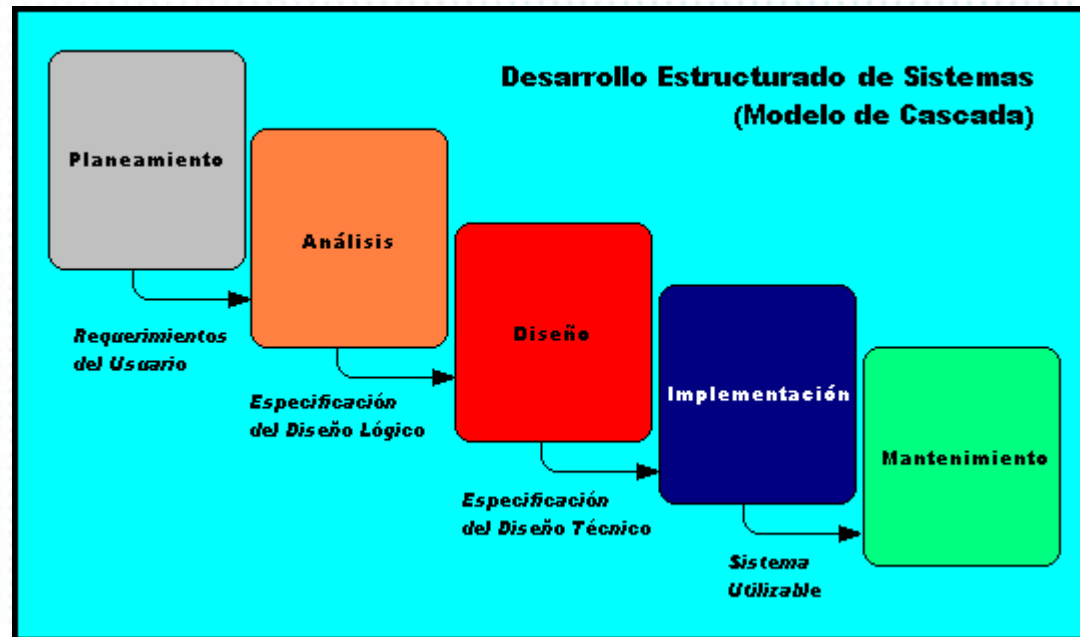 Desarrollo Estructurado de Sistemas
(Modelo de Cascada)
Planeamiento
Requerimientos
del Usuario
Análisis
Especificación
del Diseño Lógico
Diseño
Especificación
del Diseño Técnico
Implementación
Sistema
Utilizable
Mantenimiento